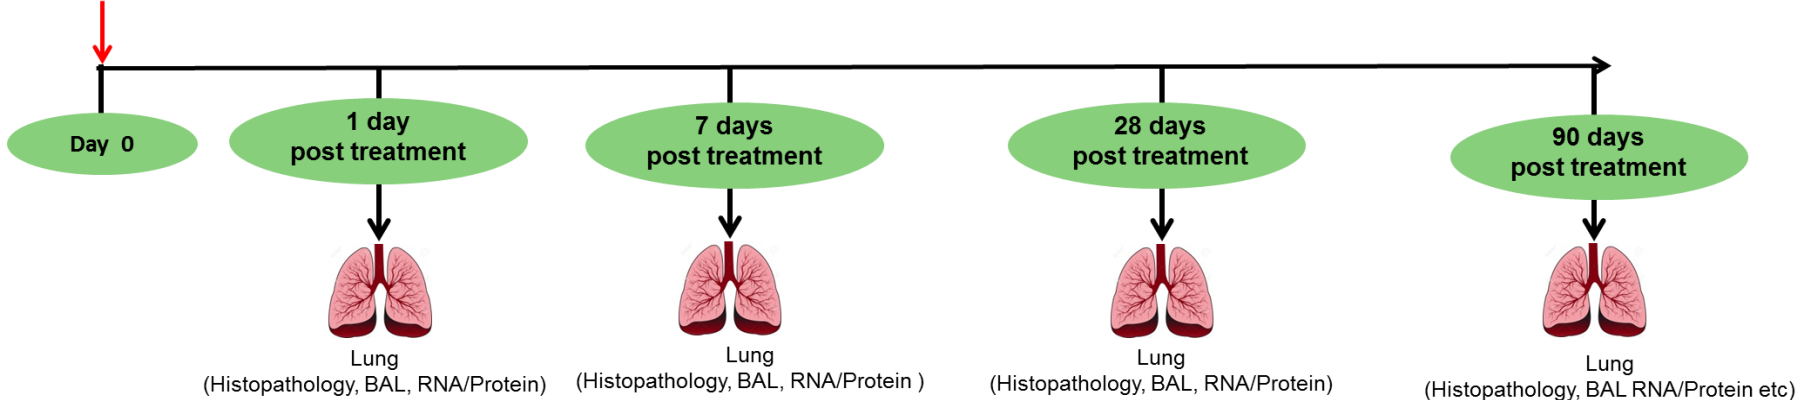 Day 0
1 day
post treatment
7 days
post treatment
28 days
post treatment
90 days
post treatment
Lung
(Histopathology, BAL, RNA/Protein)
Lung
(Histopathology, BAL, RNA/Protein )
Lung
(Histopathology, BAL, RNA/Protein)
Lung
(Histopathology, BAL RNA/Protein etc)